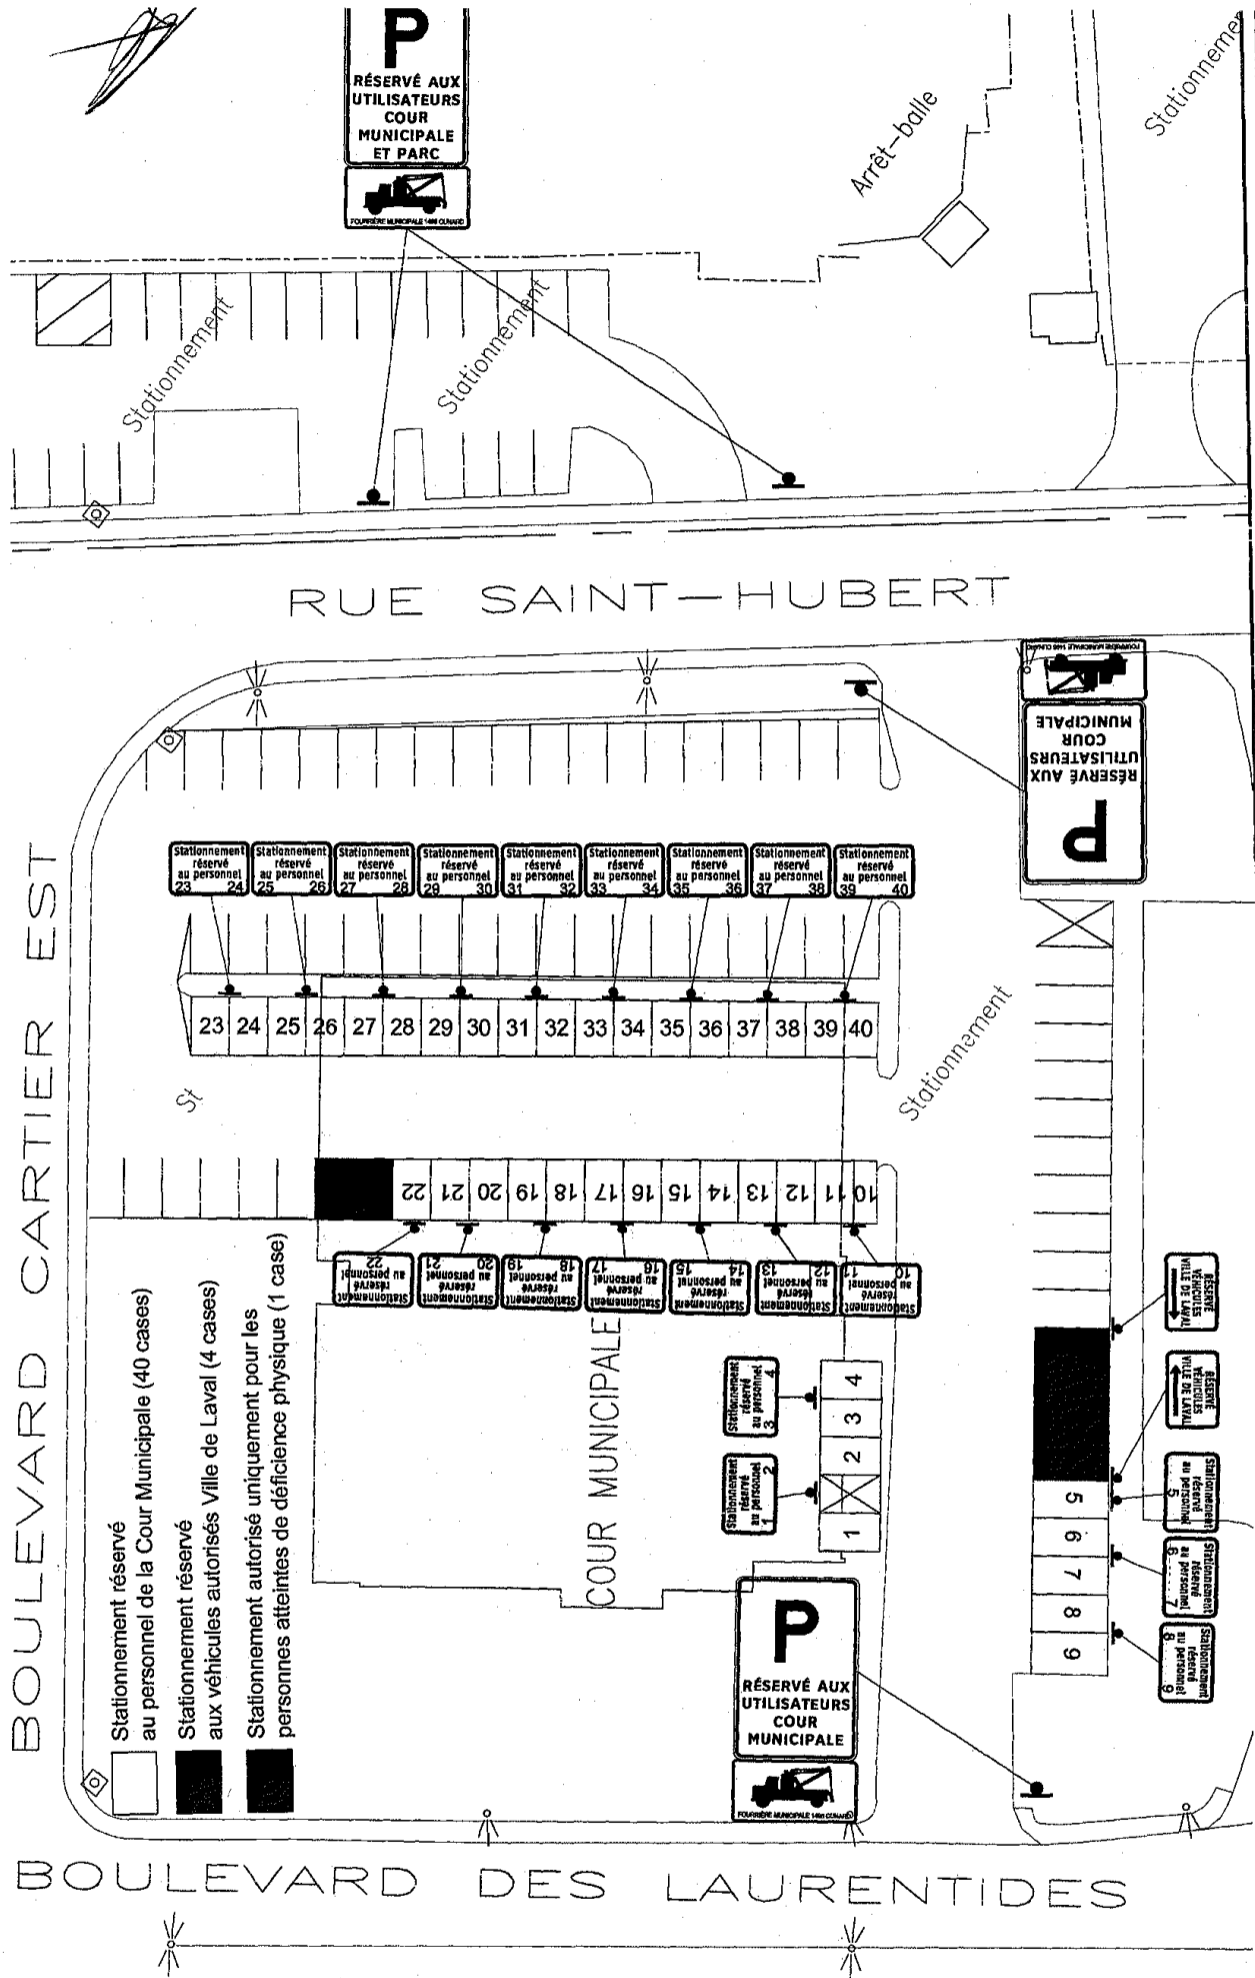 P
RÉSERVÉ AUX
UTILISATEURS
COUR
MUNICIPALE
ET PARC
FOURRIÈRE MUNICIPALE 1486 CUNARD
Arrêt-balle
Stationnement
Stationnement
Stationnement
RUE SAINT-HUBERT
P
RÉSERVÉ AUX
UTILISATEURS
COUR
MUNICIPALE
FOURRIÈRE MUNICIPALE 1486 CUNARD
BOULEVARD CARTIER EST
Stationnement
réservé
au personnel
23 24
Stationnement
réservé
au personnel
25 26
Stationnement
réservé
au personnel
27 28
Stationnement
réservé
au personnel
29 30
Stationnement
réservé
au personnel
31 32
Stationnement
réservé
au personnel
33 34
Stationnement
réservé
au personnel
35 36
Stationnement
réservé
au personnel
37 38
Stationnement
réservé
au personnel
39 40
23 24 25 26 27 28 29 30 31 32 33 34 35 36 37 38 39 40
St
Stationnement
22 21 20 19 18 17 16 15 14 13 12 11 10
Stationnement
réservé
au personnel
22
Stationnement
réservé
au personnel
20 21
Stationnement
réservé
au personnel
18 19
Stationnement
réservé
au personnel
16 17
Stationnement
réservé
au personnel
14 15
Stationnement
réservé
au personnel
12 13
Stationnement
réservé
au personnel
10 11
COUR MUNICIPALE
Stationnement
réservé
au personnel
3 4
Stationnement
réservé
au personnel
1 2
4
3
2
1
RÉSERVÉ
VÉHICULES
VILLE DE LAVAL
RÉSERVÉ
VÉHICULES
VILLE DE LAVAL
5
6
7
8
9
Stationnement
réservé
au personnel
5
Stationnement
réservé
au personnel
6 7
Stationnement
réservé
au personnel
8 9
Stationnement réservé
au personnel de la Cour Municipale (40 cases)
Stationnement réservé
aux véhicules autorisés Ville de Laval (4 cases)
Stationnement autorisé uniquement pour les
personnes atteintes de déficience physique (1 case)
P
RÉSERVÉ AUX
UTILISATEURS
COUR
MUNICIPALE
FOURRIÈRE MUNICIPALE 1486 CUNARD
BOULEVARD DES LAURENTIDES